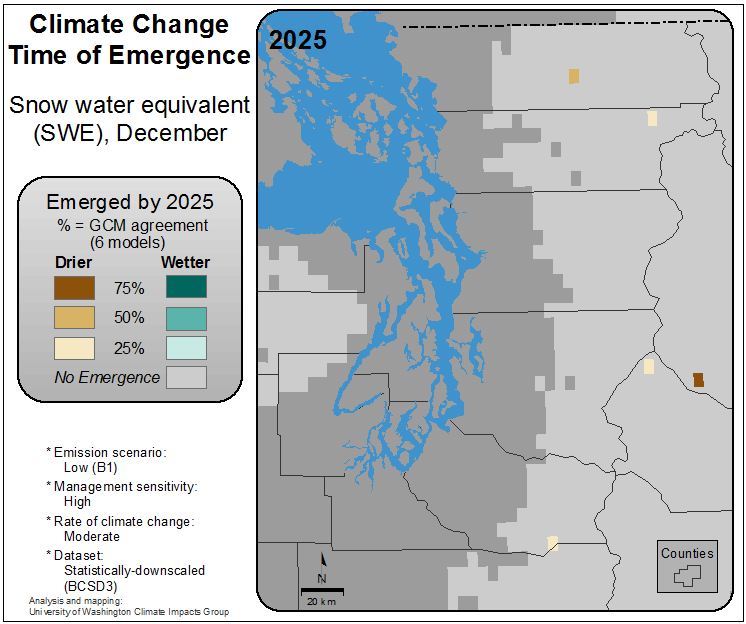 Climate Change
Time of Emergence
Snow water equivalent
(SWE), December
Emerged by 2025
% = GCM agreement
(6 models)
Drier Wetter
75%
50%
25%
No Emergence
* Emission scenario:
Low (B1)
* Management sensitivity:
High
* Rate of climate change:
Moderate
* Dataset:
Statistically-downscaled
(BCSD3)
Analysis and mapping:
University of Washington Climate Impacts Group
2025
N
20 km
Counties